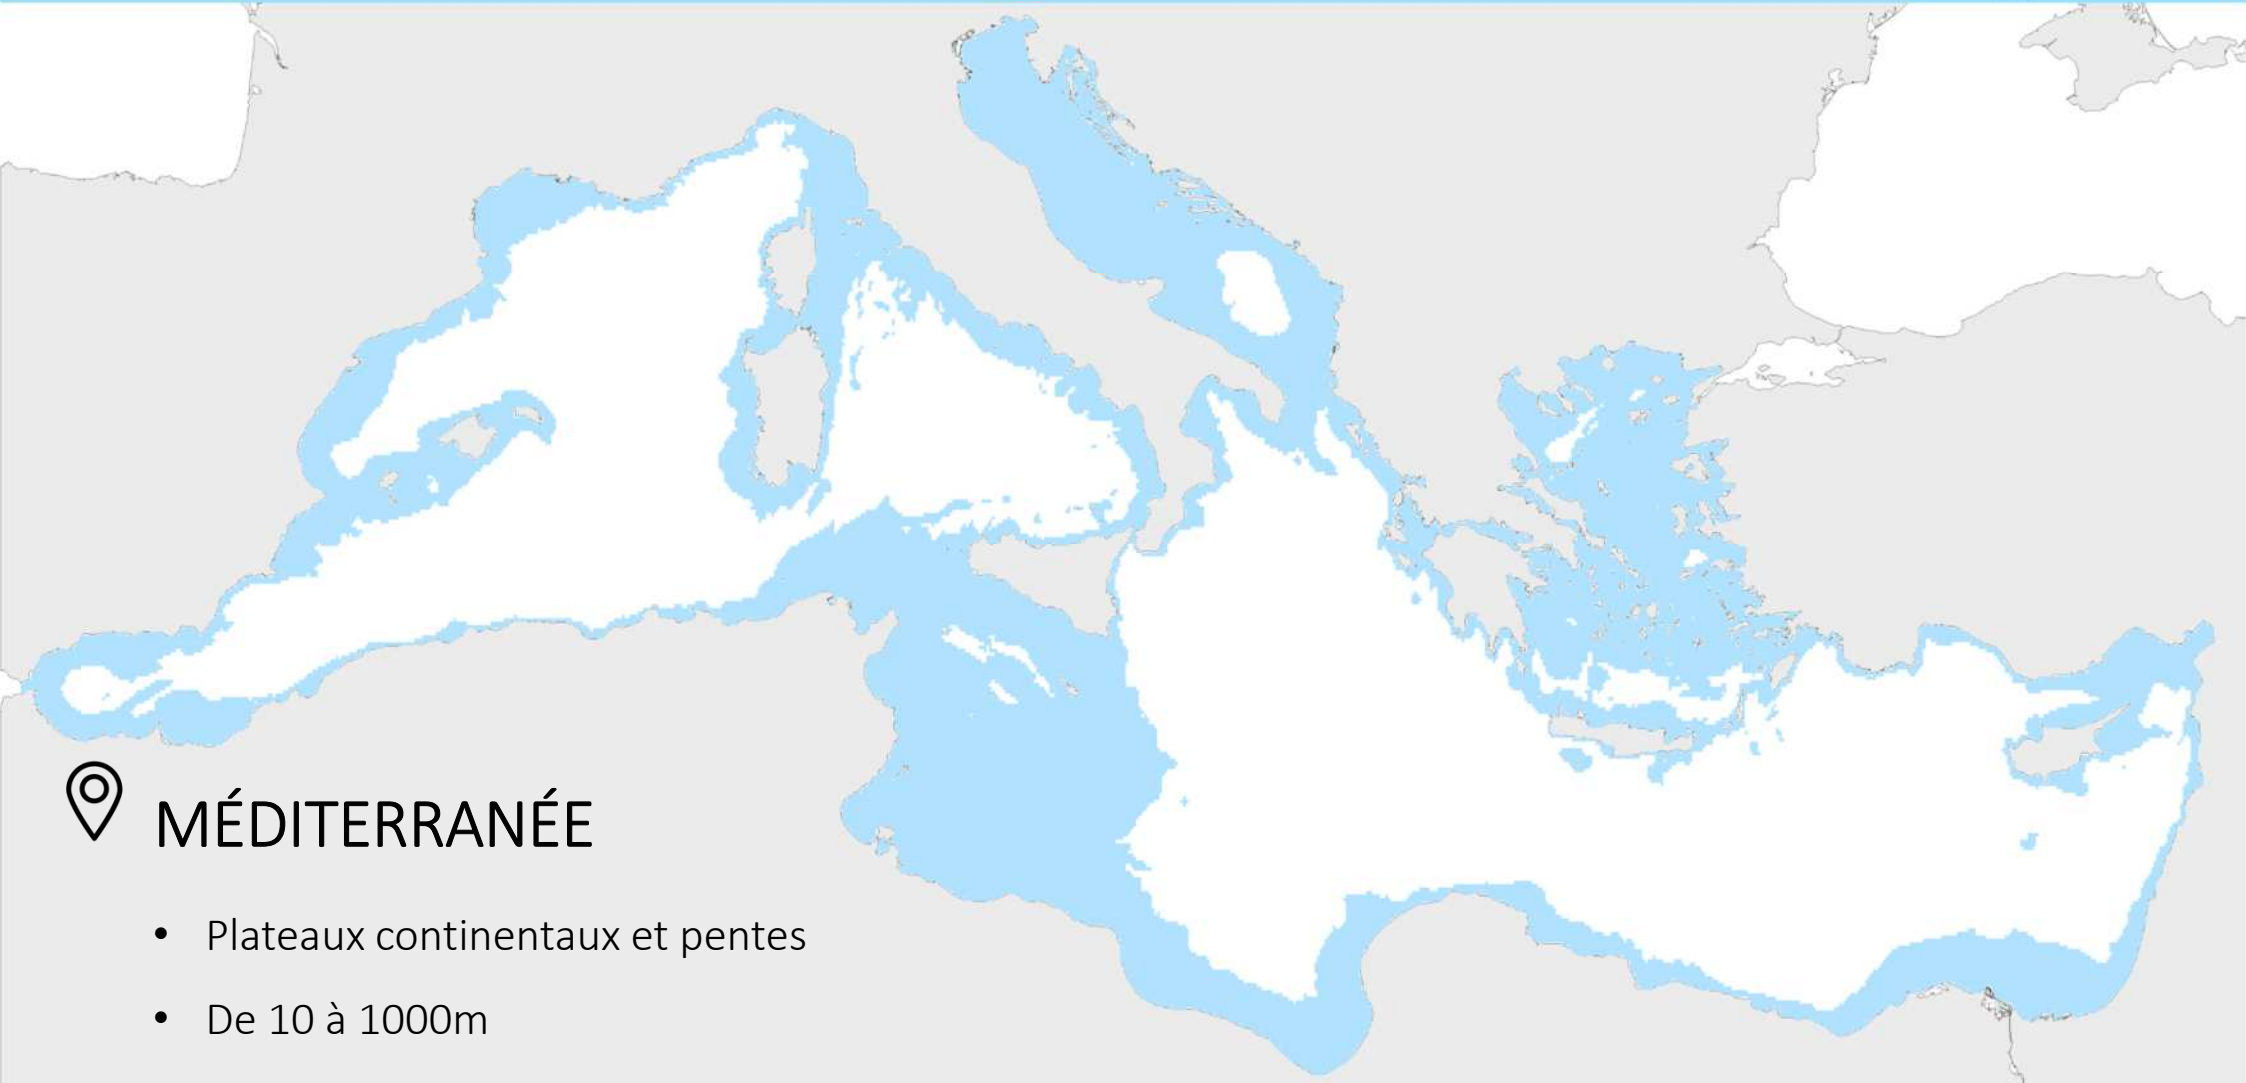 MÉDITERRANÉE
• Plateaux continentaux et pentes
• De 10 à 1000m